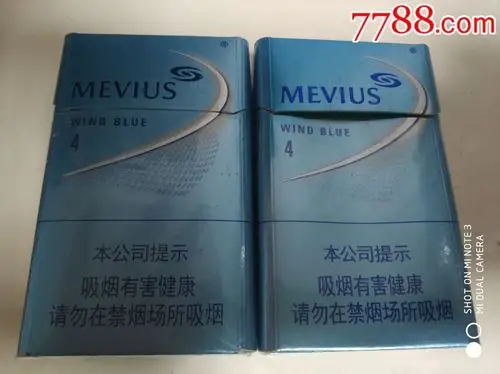 7788.com
®
MEVIUS
WIND BLUE
4
本公司提示
吸烟有害健康
请勿在禁烟场所吸烟
®
MEVIUS
WIND BLUE
4
本公司提示
吸烟有害健康
请勿在禁烟场所吸烟
SHOT ON MI NOTE 3
MI DUAL CAMERA